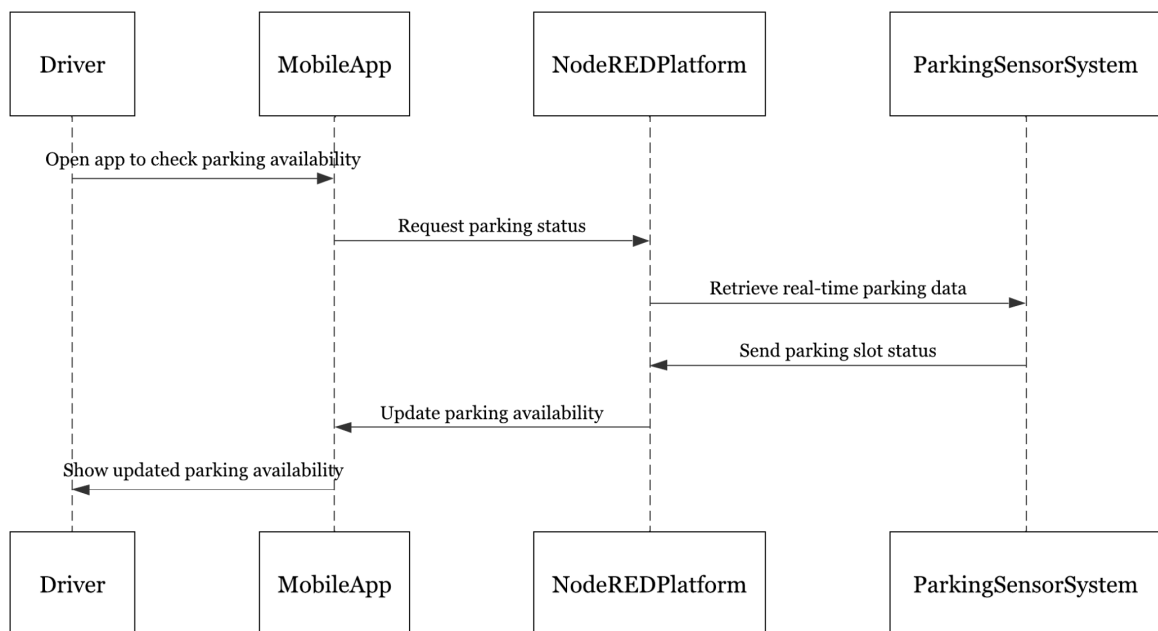 Driver
MobileApp
NodeREDPlatform
ParkingSensorSystem
Open app to check parking availability
Request parking status
Retrieve real-time parking data
Send parking slot status
Update parking availability
Show updated parking availability
Driver
MobileApp
NodeREDPlatform
ParkingSensorSystem